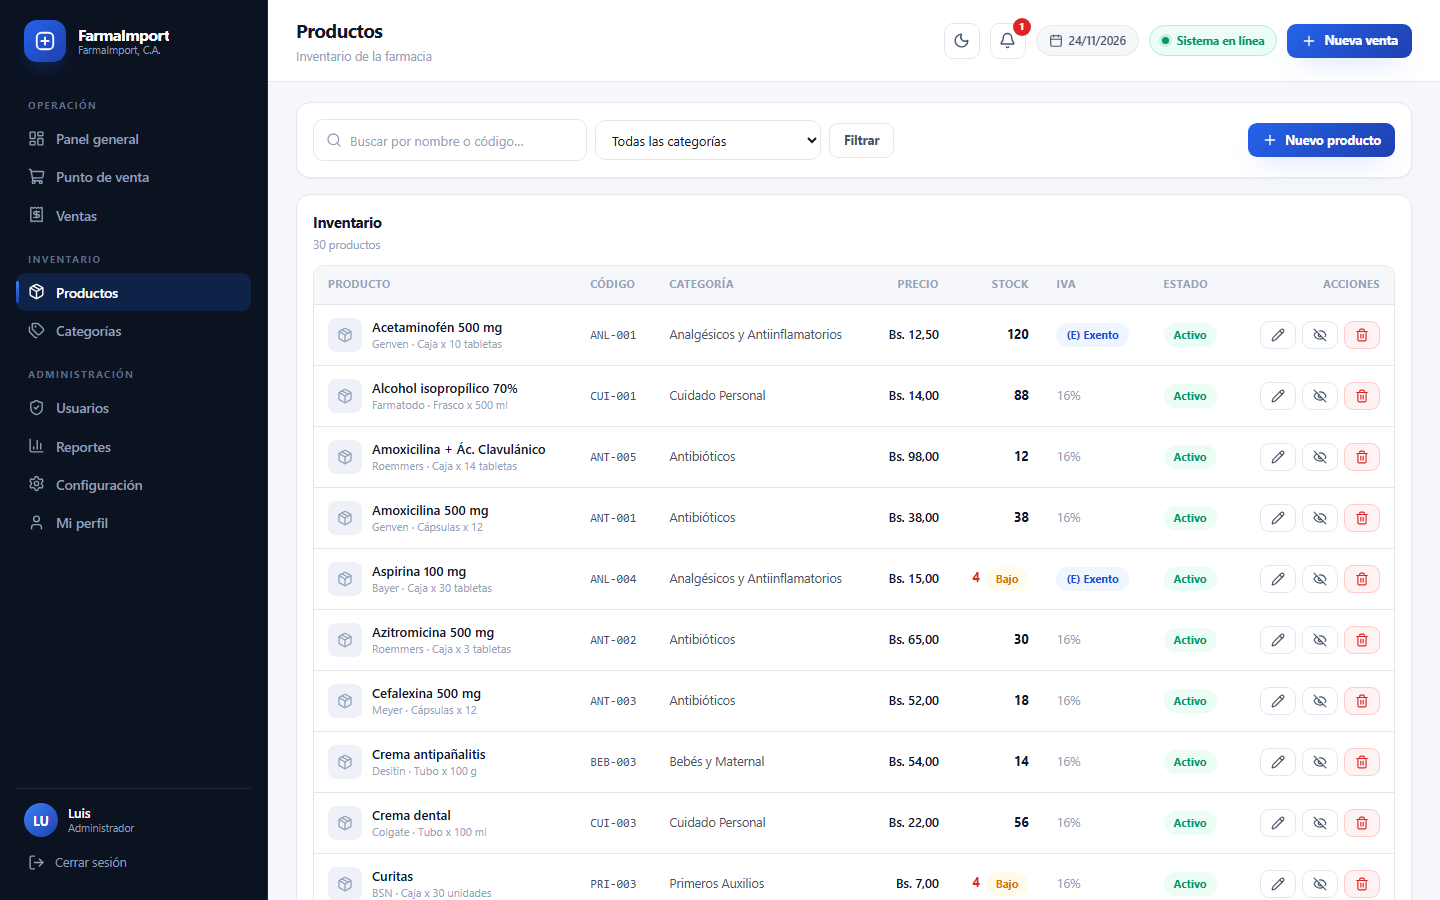 FarmaImport
FarmaImport, C.A.
OPERACIÓN
Panel general
Punto de venta
Ventas
INVENTARIO
Productos
Categorías
ADMINISTRACIÓN
Usuarios
Reportes
Configuración
Mi perfil
LU
Luis
Administrador
Cerrar sesión
Productos
Inventario de la farmacia
1
24/11/2026
Sistema en línea
Nueva venta
Buscar por nombre o código...
Todas las categorías
Filtrar
Nuevo producto
Inventario
30 productos
PRODUCTO CÓDIGO CATEGORÍA PRECIO STOCK IVA ESTADO ACCIONES
Acetaminofén 500 mg
Genven · Caja x 10 tabletas
ANL-001 Analgésicos y Antiinflamatorios Bs. 12,50 120 (E) Exento Activo
Alcohol isopropílico 70%
Farmatodo · Frasco x 500 ml
CUI-001 Cuidado Personal Bs. 14,00 88 16% Activo
Amoxicilina + Ác. Clavulánico
Roemmers · Caja x 14 tabletas
ANT-005 Antibióticos Bs. 98,00 12 16% Activo
Amoxicilina 500 mg
Genven · Cápsulas x 12
ANT-001 Antibióticos Bs. 38,00 38 16% Activo
Aspirina 100 mg
Bayer · Caja x 30 tabletas
ANL-004 Analgésicos y Antiinflamatorios Bs. 15,00 4 Bajo (E) Exento Activo
Azitromicina 500 mg
Roemmers · Caja x 3 tabletas
ANT-002 Antibióticos Bs. 65,00 30 16% Activo
Cefalexina 500 mg
Meyer · Cápsulas x 12
ANT-003 Antibióticos Bs. 52,00 18 16% Activo
Crema antipañalitis
Desitin · Tubo x 100 g
BEB-003 Bebés y Maternal Bs. 54,00 14 16% Activo
Crema dental
Colgate · Tubo x 100 ml
CUI-003 Cuidado Personal Bs. 22,00 56 16% Activo
Curitas
BSN · Caja x 30 unidades
PRI-003 Primeros Auxilios Bs. 7,00 4 Bajo 16% Activo